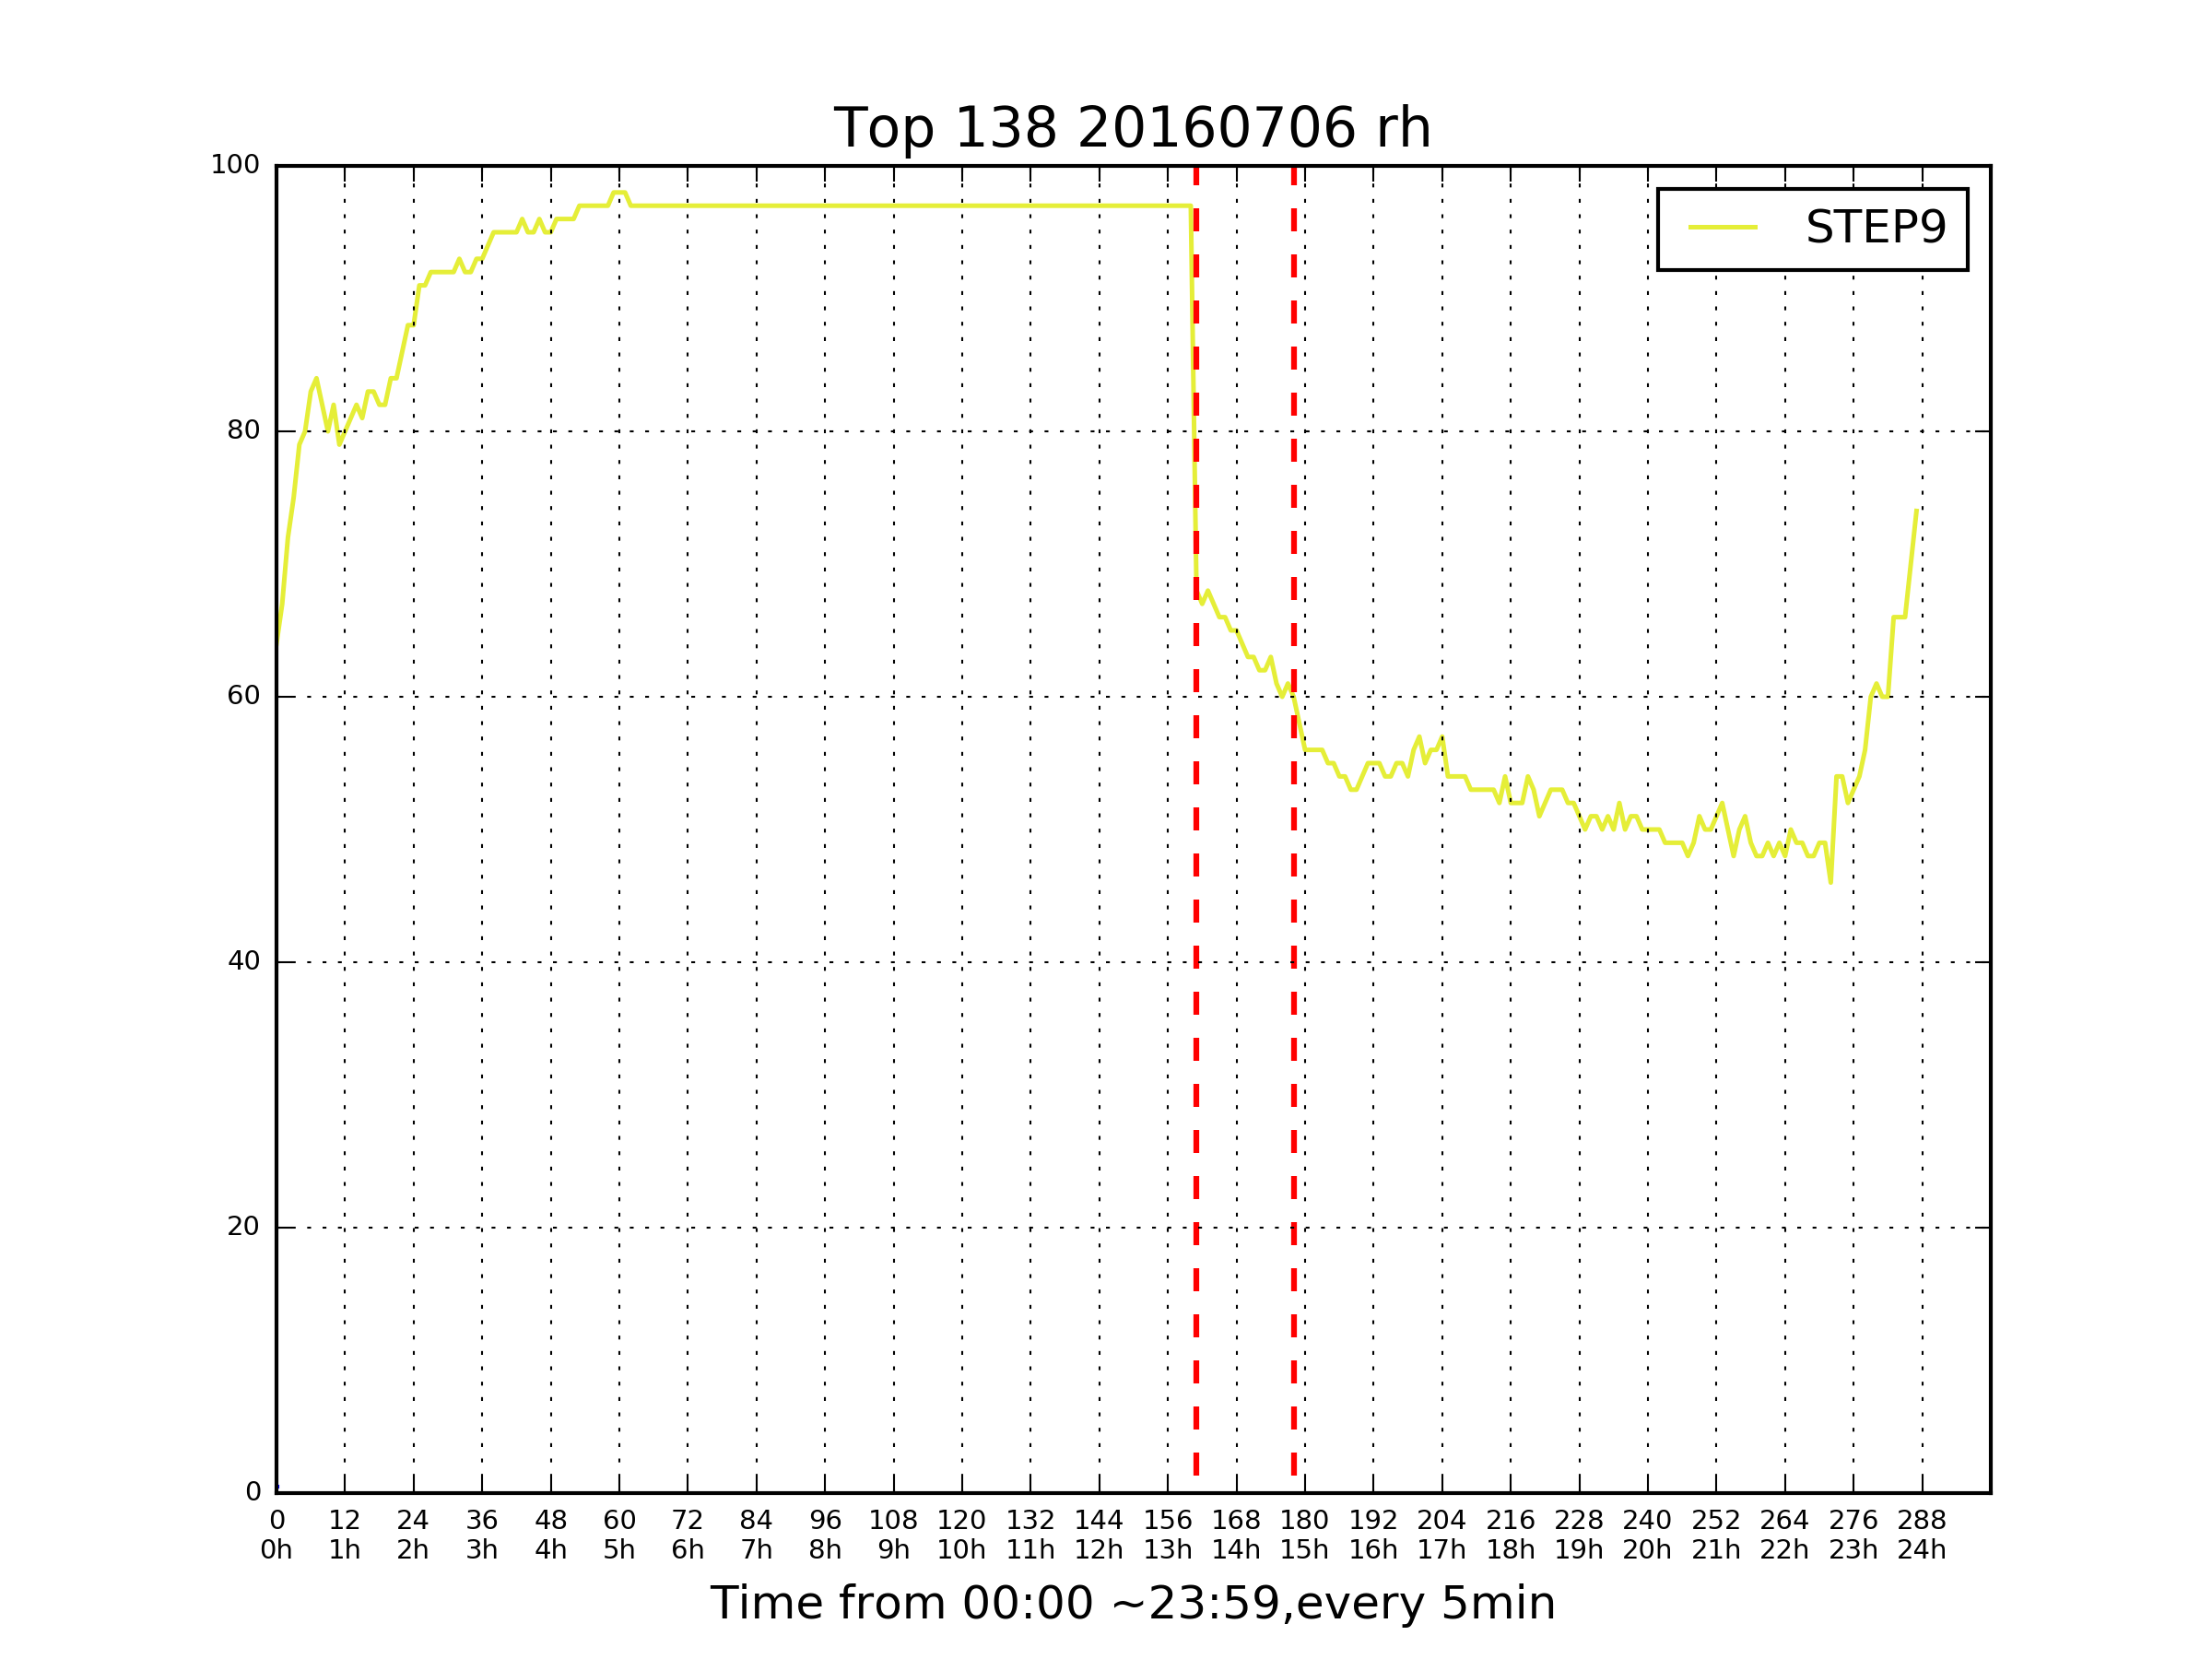 Top 138 20160706 rh
STEP9
100
80
60
40
20
0
0 12 24 36 48 60 72 84 96 108 120 132 144 156 168 180 192 204 216 228 240 252 264 276 288
0h 1h 2h 3h 4h 5h 6h 7h 8h 9h 10h 11h 12h 13h 14h 15h 16h 17h 18h 19h 20h 21h 22h 23h 24h
Time from 00:00 ~23:59,every 5min